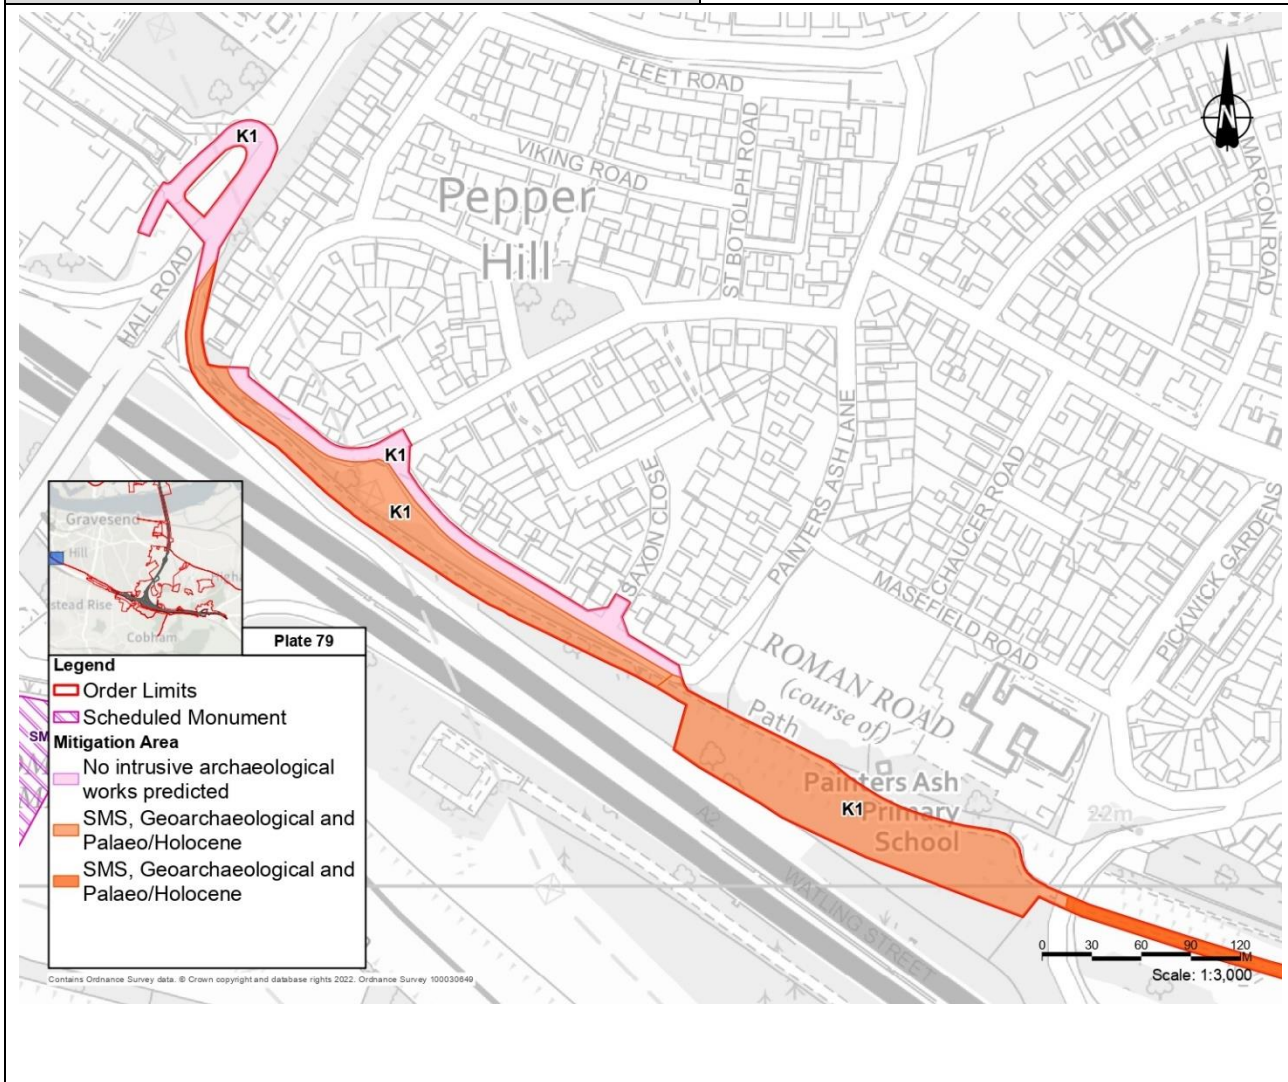 K1
FLEET ROAD
VIKING ROAD
ST BOTOLPH ROAD
MARCONI ROAD
N
Pepper
Hill
HALL ROAD
K1
K1
SAXON CLOSE
PAINTERS ASH LANE
CHAUCER ROAD
MASEFIELD ROAD
PICKWICK GARDENS
ROMAN ROAD
(course of)
Path
Painters Ash
Primary
School
K1
22m
A2
WATLING STREET
Gravesend
Hill
stead Rise
Cobham
Plate 79
Legend
Order Limits
Scheduled Monument
SM
Mitigation Area
No intrusive archaeological
works predicted
SMS, Geoarchaeological and
Palaeo/Holocene
SMS, Geoarchaeological and
Palaeo/Holocene
0 30 60 90 120
M
Scale: 1:3,000
Contains Ordnance Survey data. © Crown copyright and database rights 2022. Ordnance Survey 100030649